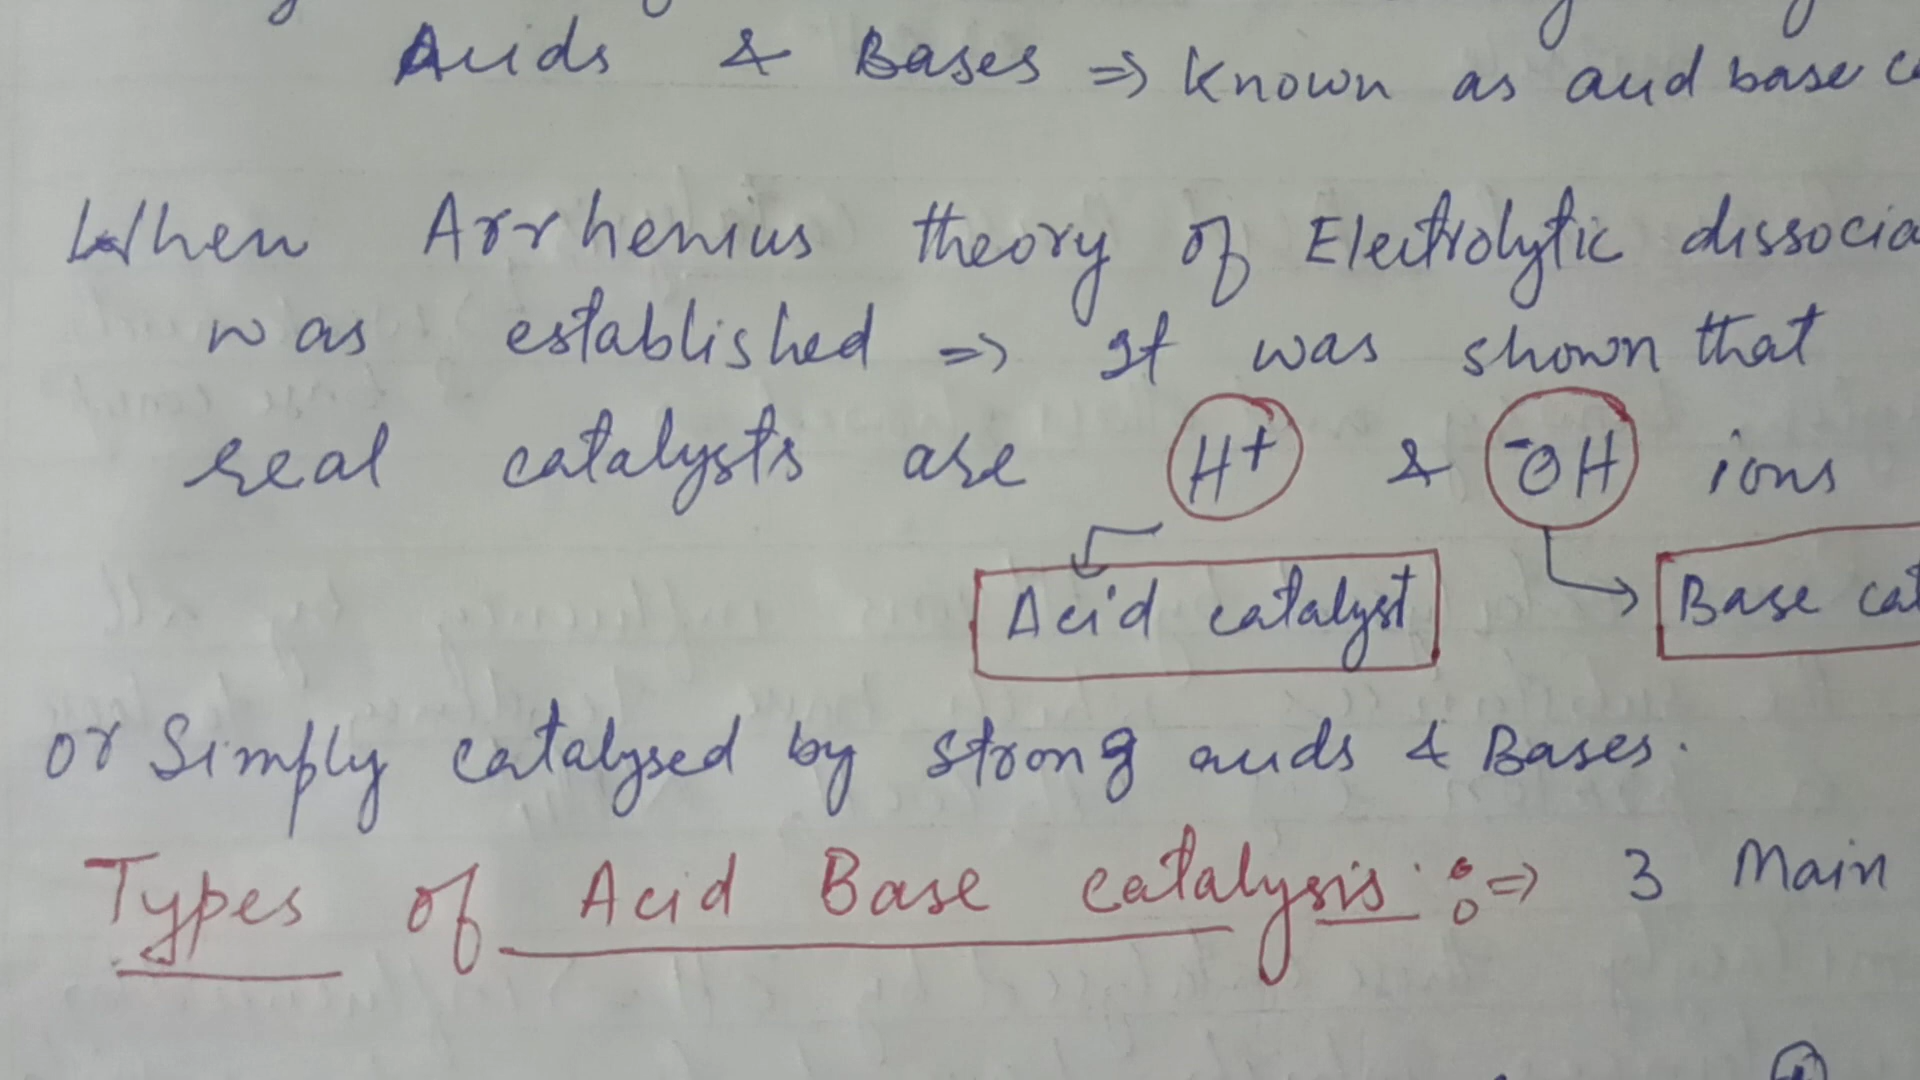 Acids & Bases ⇒ Known as acid base
When Arrhenius theory of Electrolytic dissocia
was established ⇒ It was shown that
real catalysts are H+ & -OH ions
Acid catalyst Base cat
or Simply catalysed by strong acids & Bases.
Types of Acid Base catalysis :⇒ 3 Main